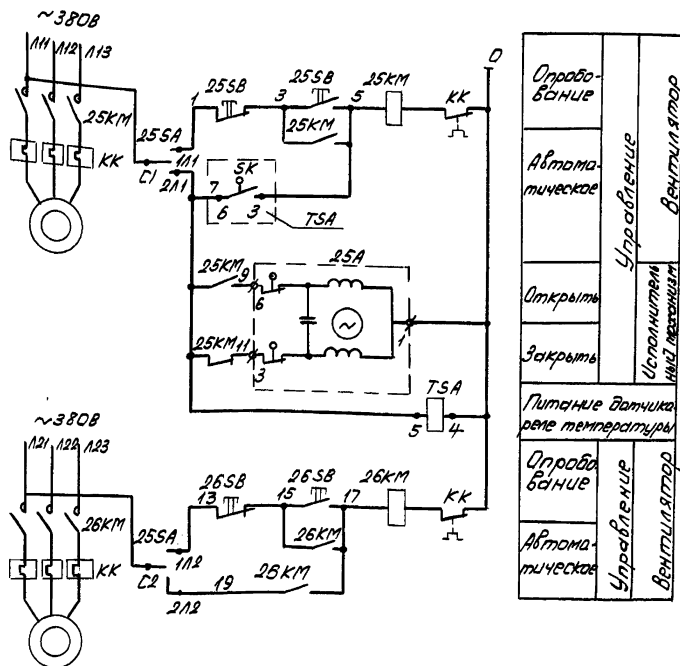 ~380В
Л11 Л12 Л13
25КМ
КК
25SA
1Л1
С1
2Л1
1
25SB
3
25SB
5
25КМ
КК
0
25КМ
7
SK
6
3
TSA
25КМ
9
25А
6
25КМ
11
3
1
TSA
5
4
~380В
Л21 Л22 Л23
26КМ
КК
25SA
1Л2
С2
2Л2
13
26SB
15
26SB
17
26КМ
КК
26КМ
19
26КМ
Опробо-
вание
Автома-
тическое
Управление
Вентилятор
Открыть
Закрыть
Исполнитель
ный механизм
Питание датчика-
реле температуры
Опробо-
вание
Автома-
тическое
Управление
Вентилятор